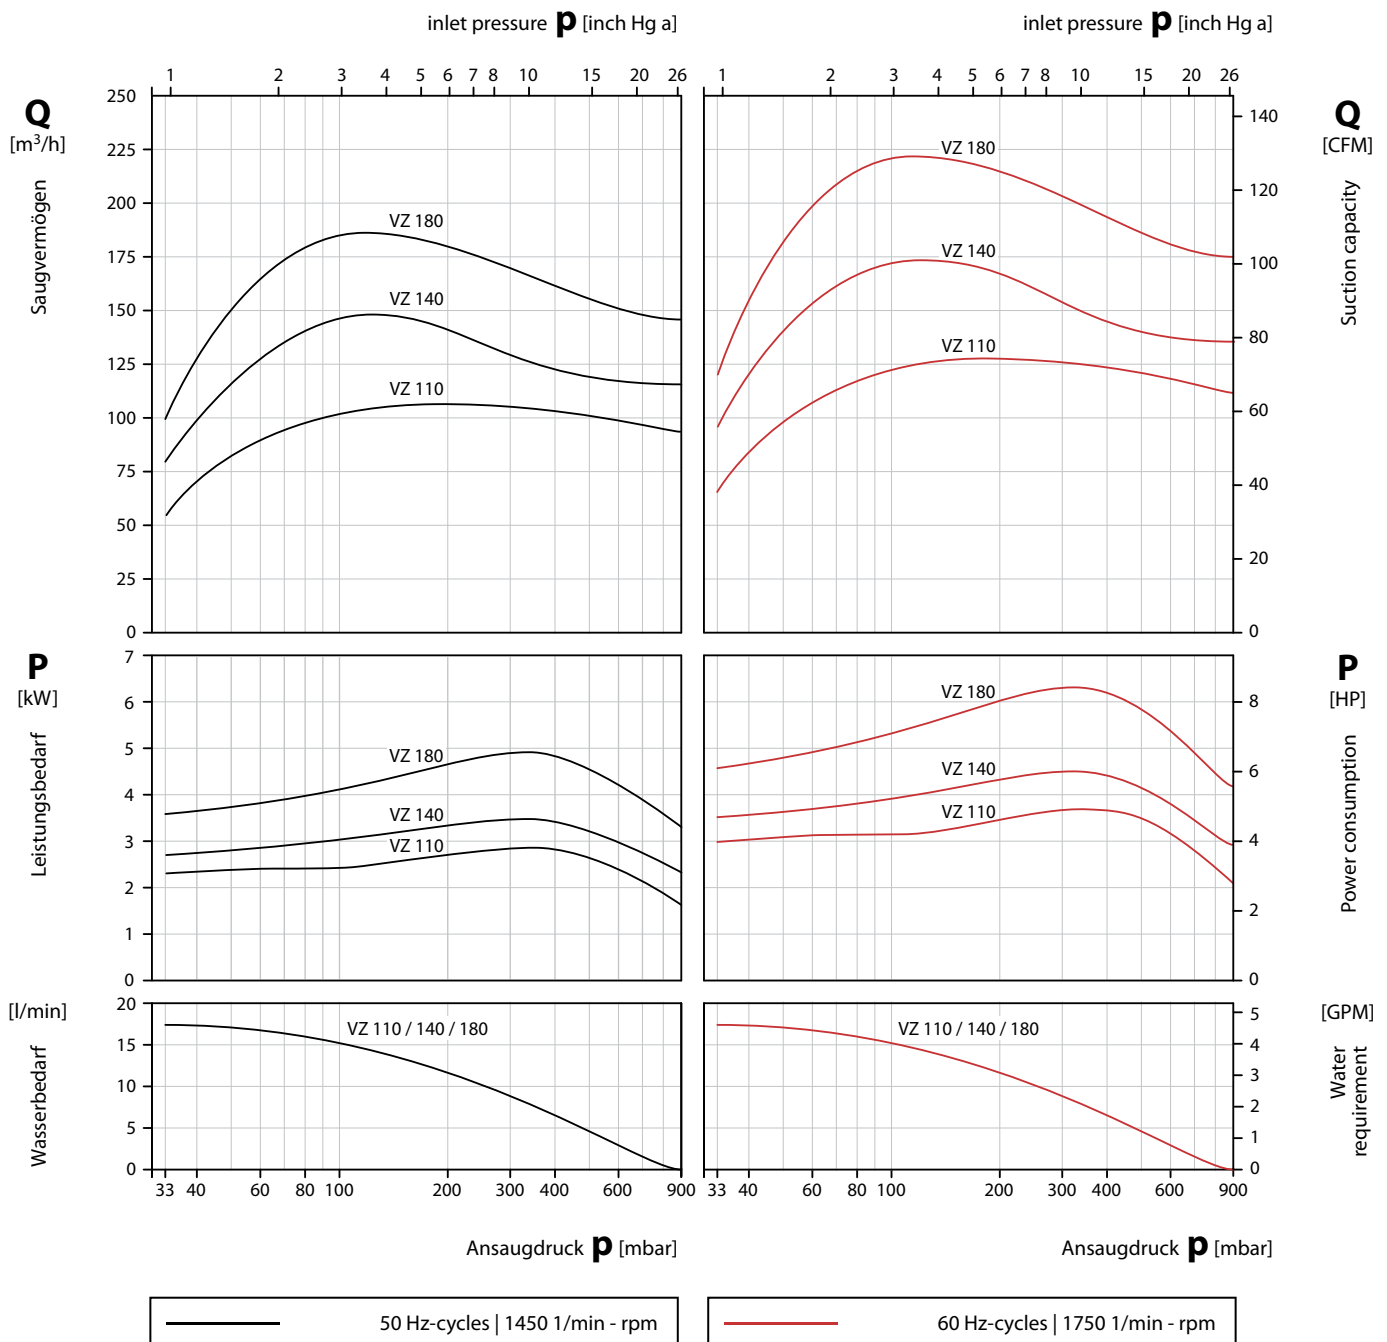 inlet pressure p [inch Hg a] inlet pressure p [inch Hg a]
1 2 3 4 5 6 7 8 10 15 20 26 1 2 3 4 5 6 7 8 10 15 20 26
Q
[m³/h]
Saugvermögen
250
225
200
175
150
125
100
75
50
25
0
VZ 180
VZ 140
VZ 110
VZ 180
VZ 140
VZ 110
140
120
100
80
60
40
20
0
Q
[CFM]
Suction capacity
P
[kW]
Leistungsbedarf
7
6
5
4
3
2
1
0
VZ 180
VZ 140
VZ 110
VZ 180
VZ 140
VZ 110
8
6
4
2
0
P
[HP]
Power consumption
[l/min]
Wasserbedarf
20
15
10
5
0
VZ 110 / 140 / 180
VZ 110 / 140 / 180
5
4
3
2
1
0
[GPM]
Water
requirement
33 40 60 80 100 200 300 400 600 900 33 40 60 80 100 200 300 400 600 900
Ansaugdruck p [mbar] Ansaugdruck p [mbar]
50 Hz-cycles | 1450 1/min - rpm
60 Hz-cycles | 1750 1/min - rpm